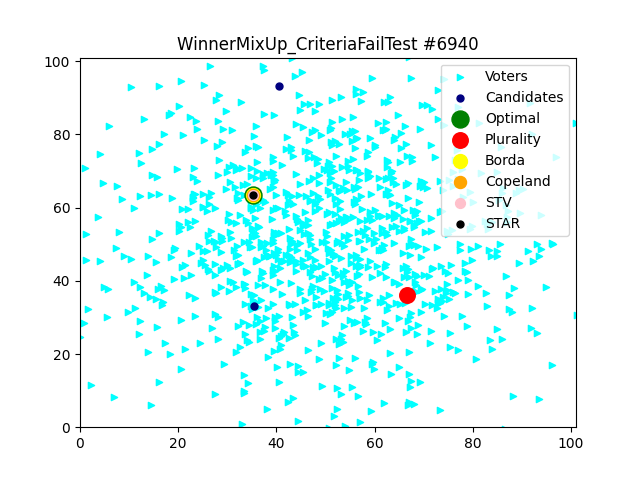 WinnerMixUp_CriteriaFailTest #6940
100
80
60
40
20
0
0 20 40 60 80 100
Voters
Candidates
Optimal
Plurality
Borda
Copeland
STV
STAR